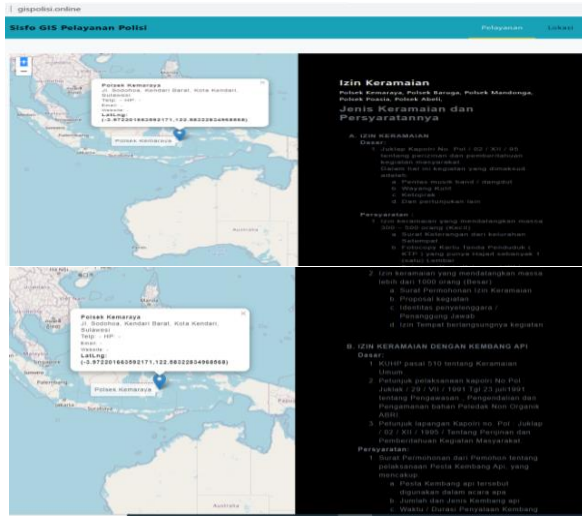 gispolisi.online
Sisfo GIS Pelayanan Polisi
Pelayanan Lokasi
Polsek Kemaraya
Jl. Sodohoa, Kendari Barat, Kota Kendari,
Sulawesi
Telp: - HP: -
Email: -
Website: -
LatLng:
(-3.972201663592171,122.58322834968568)
Polsek Kemaraya
Australia
Izin Keramaian
Polsek Kemaraya, Polsek Baruga, Polsek Mandonga,
Polsek Poasia, Polsek Abeli,
Jenis Keramaian dan
Persyaratannya
A. IZIN KERAMAIAN
Dasar:
1 Juklap Kapolri No. Pol / 02 / XII / 95
tentang perizinan dan pemberitahuan
kegiatan masyarakat
Dalam hal ini kegiatan yang dimaksud
adalah
a Pentas musik band / dangdut
b Wayang Kulit
c Ketoprak
d Dan pertunjukan lain
Persyaratan :
1 Izin keramaian yang mendatangkan massa
300 - 500 orang (Kecil)
a Surat Keterangan dari kelurahan
Setempat
b Fotocopy Kartu Tanda Penduduk (
KTP ) yang punya Hajad sebanyak 1
(satu) Lembar
Manila
Polsek Kemaraya
Jl. Sodohoa, Kendari Barat, Kota Kendari,
Sulawesi
Telp: - HP: -
Email: -
Website: -
LatLng:
(-3.972201663592171,122.58322834968568)
Singapore
Palembang
Jakarta
Surabaya
Polsek Kemaraya
Australia
2 Izin keramaian yang mendatangkan massa
lebih dari 1000 orang (Besar)
a Surat Permohonan Izin Keramaian
b Proposal kegiatan
c Identitas penyelenggara /
Penanggung Jawab
d Izin Tempat berlangsungnya kegiatan
B. IZIN KERAMAIAN DENGAN KEMBANG API
Dasar:
1 KUHP pasal 510 tentang Keramaian
Umum
2 Petunjuk pelaksanaan kapolri No Pol
Juklak / 29 / VII / 1991 Tgl 23 juli1991
tentang Pengawasan , Pengendalian dan
Pengamanan bahan Peledak Non Organik
ABRI
3 Petunjuk lapangan Kapolri no. Pol : Juklap
/ 02 / XII / 1995 / Tentang Perijinan dan
Pemberitahuan Kegiatan Masyarakat.
Persyaratan:
1 Surat Permohonan dari Pemohon tentang
pelaksanaan Pesta Kembang Api, yang
mencakup
a Pesta Kembang api tersebut
digunakan dalam acara apa
b Jumlah dan Jenis Kembang api
c Waktu / Durasi Penyalaan Kembang